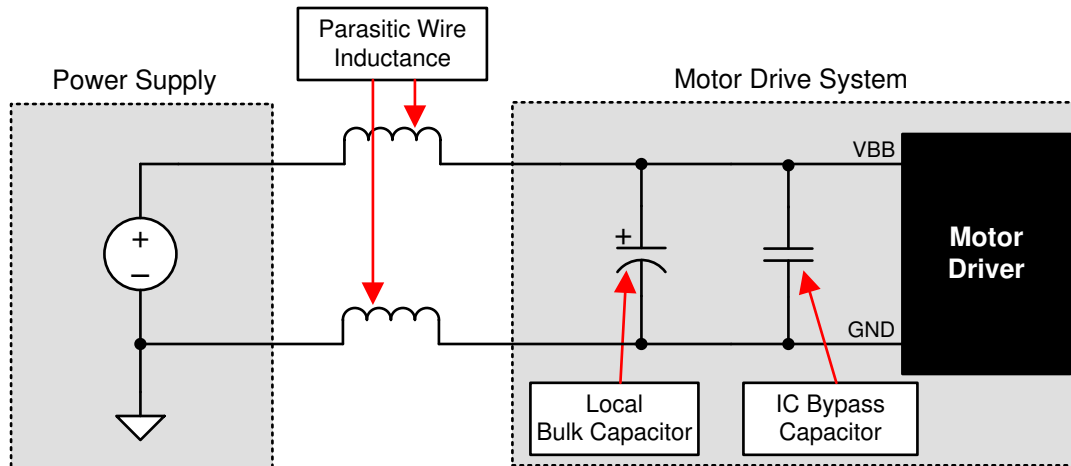 Parasitic Wire
Inductance
Power Supply
Motor Drive System
VBB
+
−
+
Motor
Driver
GND
Local
Bulk Capacitor
IC Bypass
Capacitor